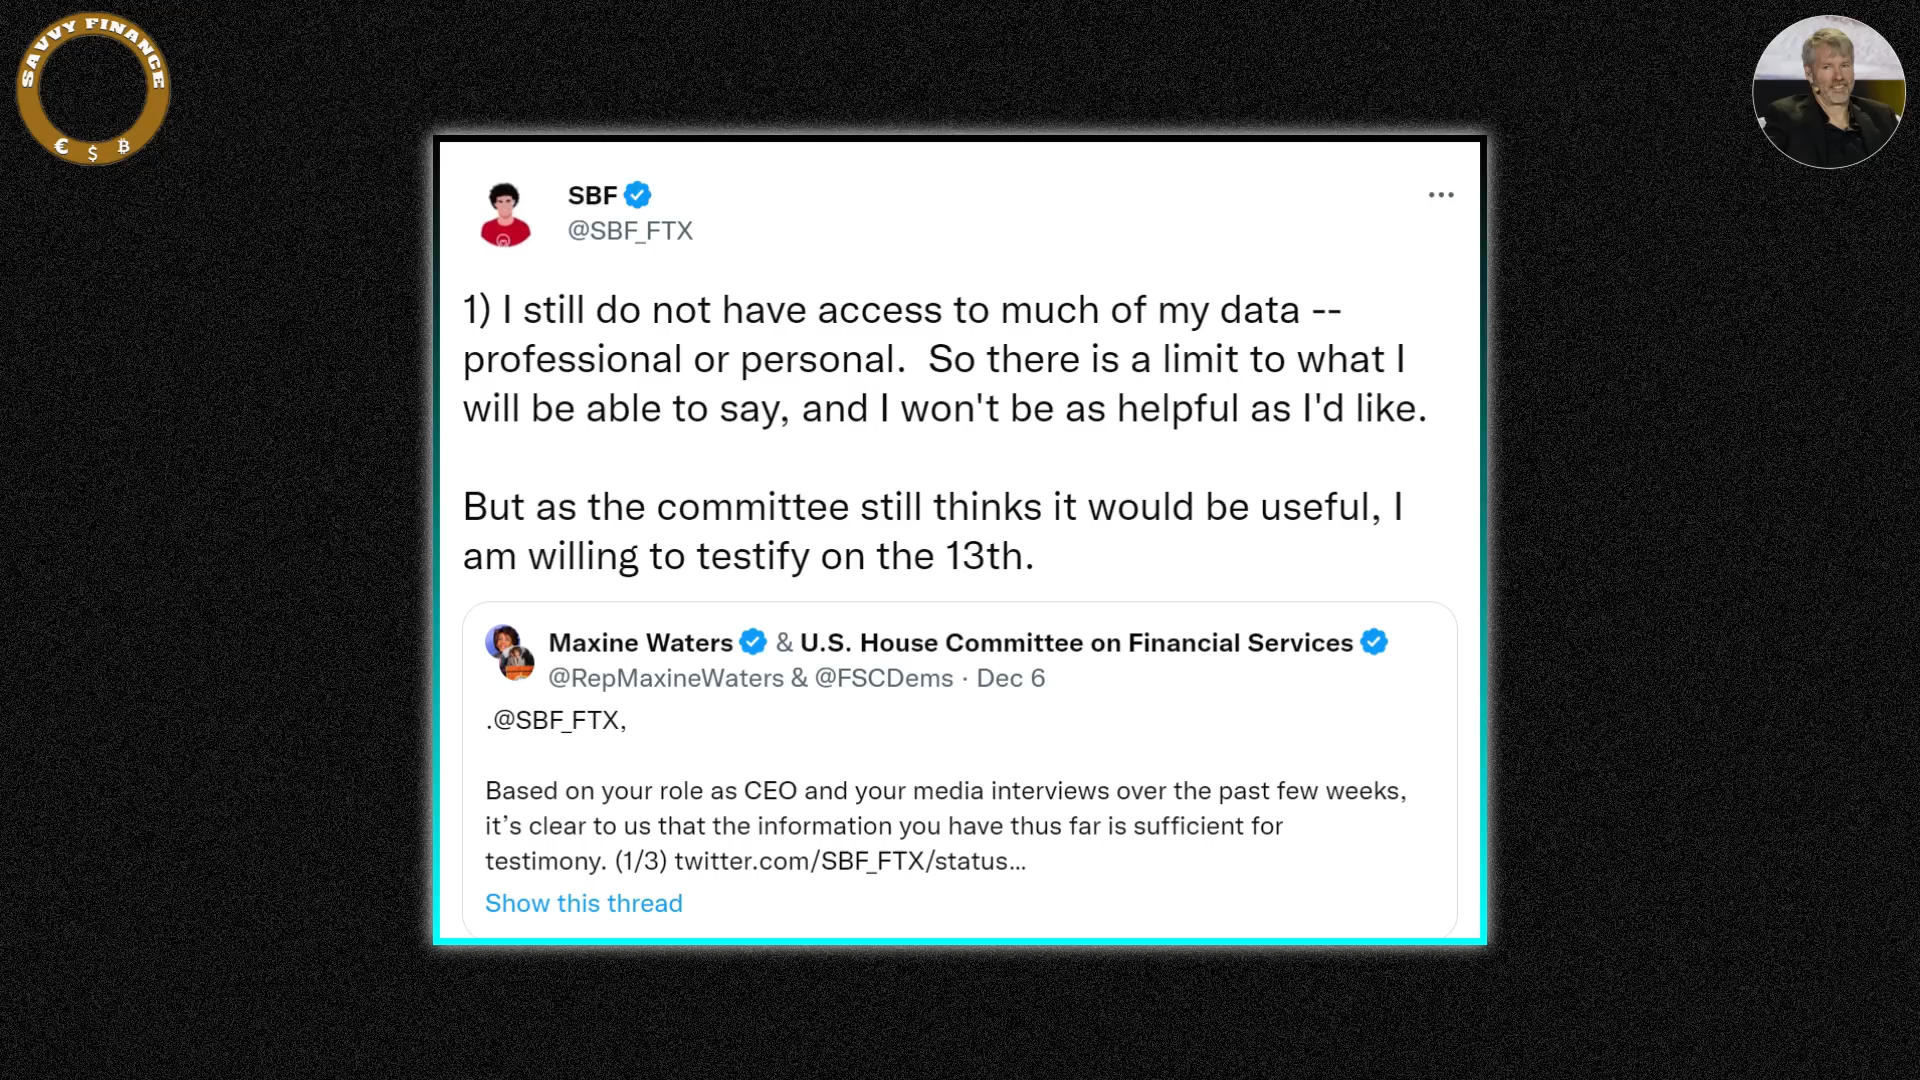 SAVVY FINANCE
€ $ ₿
SBF
@SBF_FTX
1) I still do not have access to much of my data --
professional or personal.  So there is a limit to what I
will be able to say, and I won't be as helpful as I'd like.
But as the committee still thinks it would be useful, I
am willing to testify on the 13th.
Maxine Waters & U.S. House Committee on Financial Services
@RepMaxineWaters & @FSCDems · Dec 6
.@SBF_FTX,
Based on your role as CEO and your media interviews over the past few weeks,
it’s clear to us that the information you have thus far is sufficient for
testimony. (1/3) twitter.com/SBF_FTX/status…
Show this thread